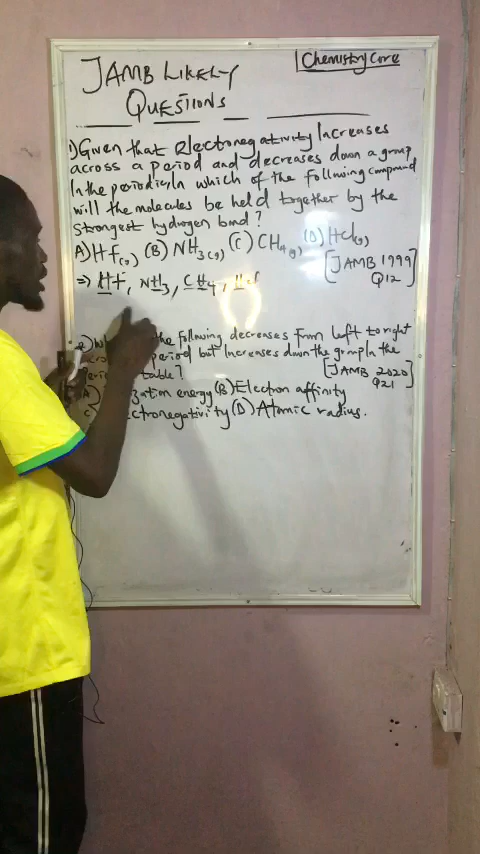 JAMB LIKELY
QUESTIONS
Chemistry Core
1) Given that Electronegativity Increases
across a period and decreases down a group
In the periodic, In which of the following compound
will the molecules be held together by the
strongest hydrogen bond?
A) HF(g) (B) NH3(g) (C) CH4(g) (D) HCl(g)
[JAMB 1999
Q12]
⇒ HF, NH3, CH4, HCl
the following decreases from left to right
period but Increases down the group In the
table?
[JAMB 2020
Q21]
energy (B) Electron affinity
(D) Atomic radius.